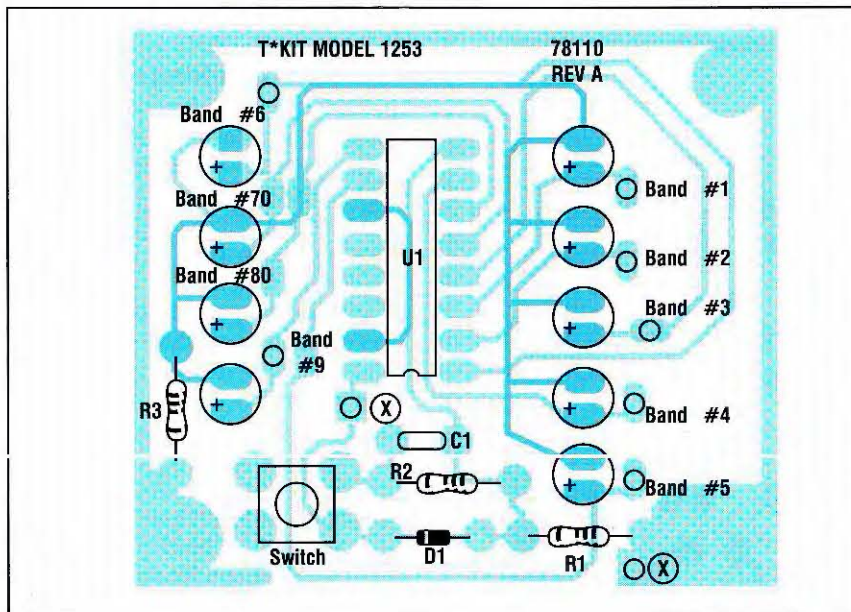 T*KIT MODEL 1253
78110
REV A
Band #6
Band #70
Band #80
Band
#9
U1
Band #1
Band #2
Band #3
Band #4
Band #5
R3
X
C1
R2
Switch
D1
R1
X
+
+
+
+
+
+
+
+
+